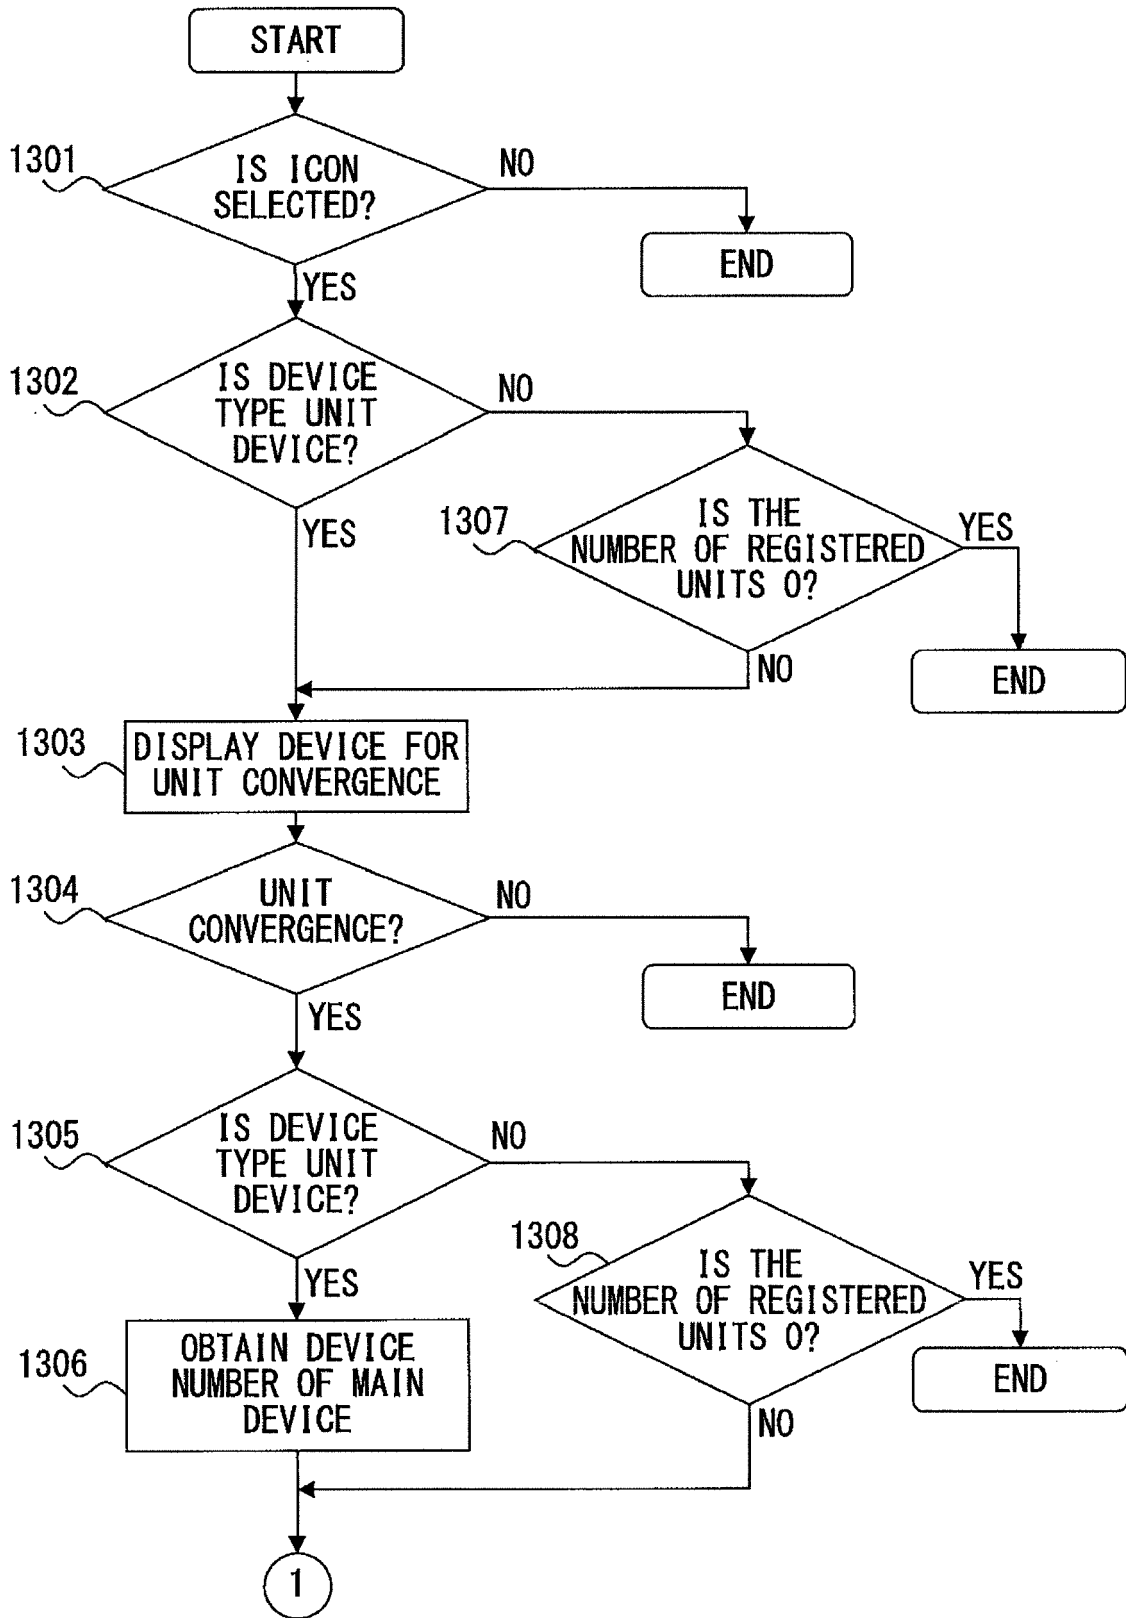 START
1301
IS ICON
SELECTED?
NO
END
YES
1302
IS DEVICE
TYPE UNIT
DEVICE?
NO
YES
1307
IS THE
NUMBER OF REGISTERED
UNITS 0?
YES
END
NO
1303
DISPLAY DEVICE FOR
UNIT CONVERGENCE
1304
UNIT
CONVERGENCE?
NO
END
YES
1305
IS DEVICE
TYPE UNIT
DEVICE?
NO
YES
1308
IS THE
NUMBER OF REGISTERED
UNITS 0?
YES
END
NO
1306
OBTAIN DEVICE
NUMBER OF MAIN
DEVICE
1